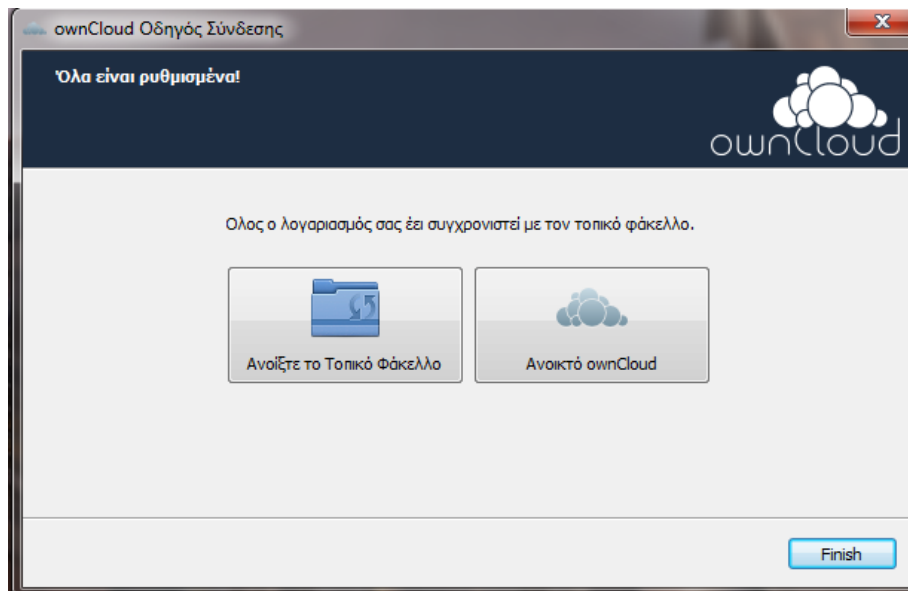 ownCloud Οδηγός Σύνδεσης
Όλα είναι ρυθμισμένα!
ownCloud
Ολος ο λογαριασμός σας έει συγχρονιστεί με τον τοπικό φάκελλο.
Ανοίξτε το Τοπικό Φάκελλο
Ανοικτό ownCloud
Finish